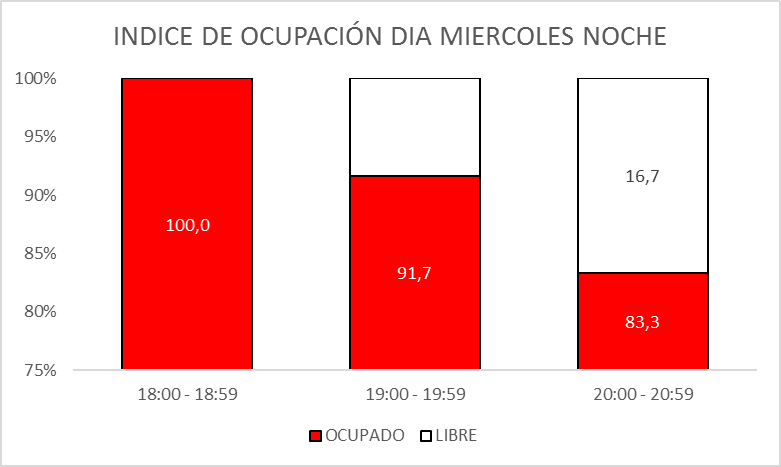 INDICE DE OCUPACIÓN DIA MIERCOLES NOCHE
100%
95%
90%
85%
80%
75%
100,0
91,7
16,7
83,3
18:00 - 18:59
19:00 - 19:59
20:00 - 20:59
OCUPADO
LIBRE